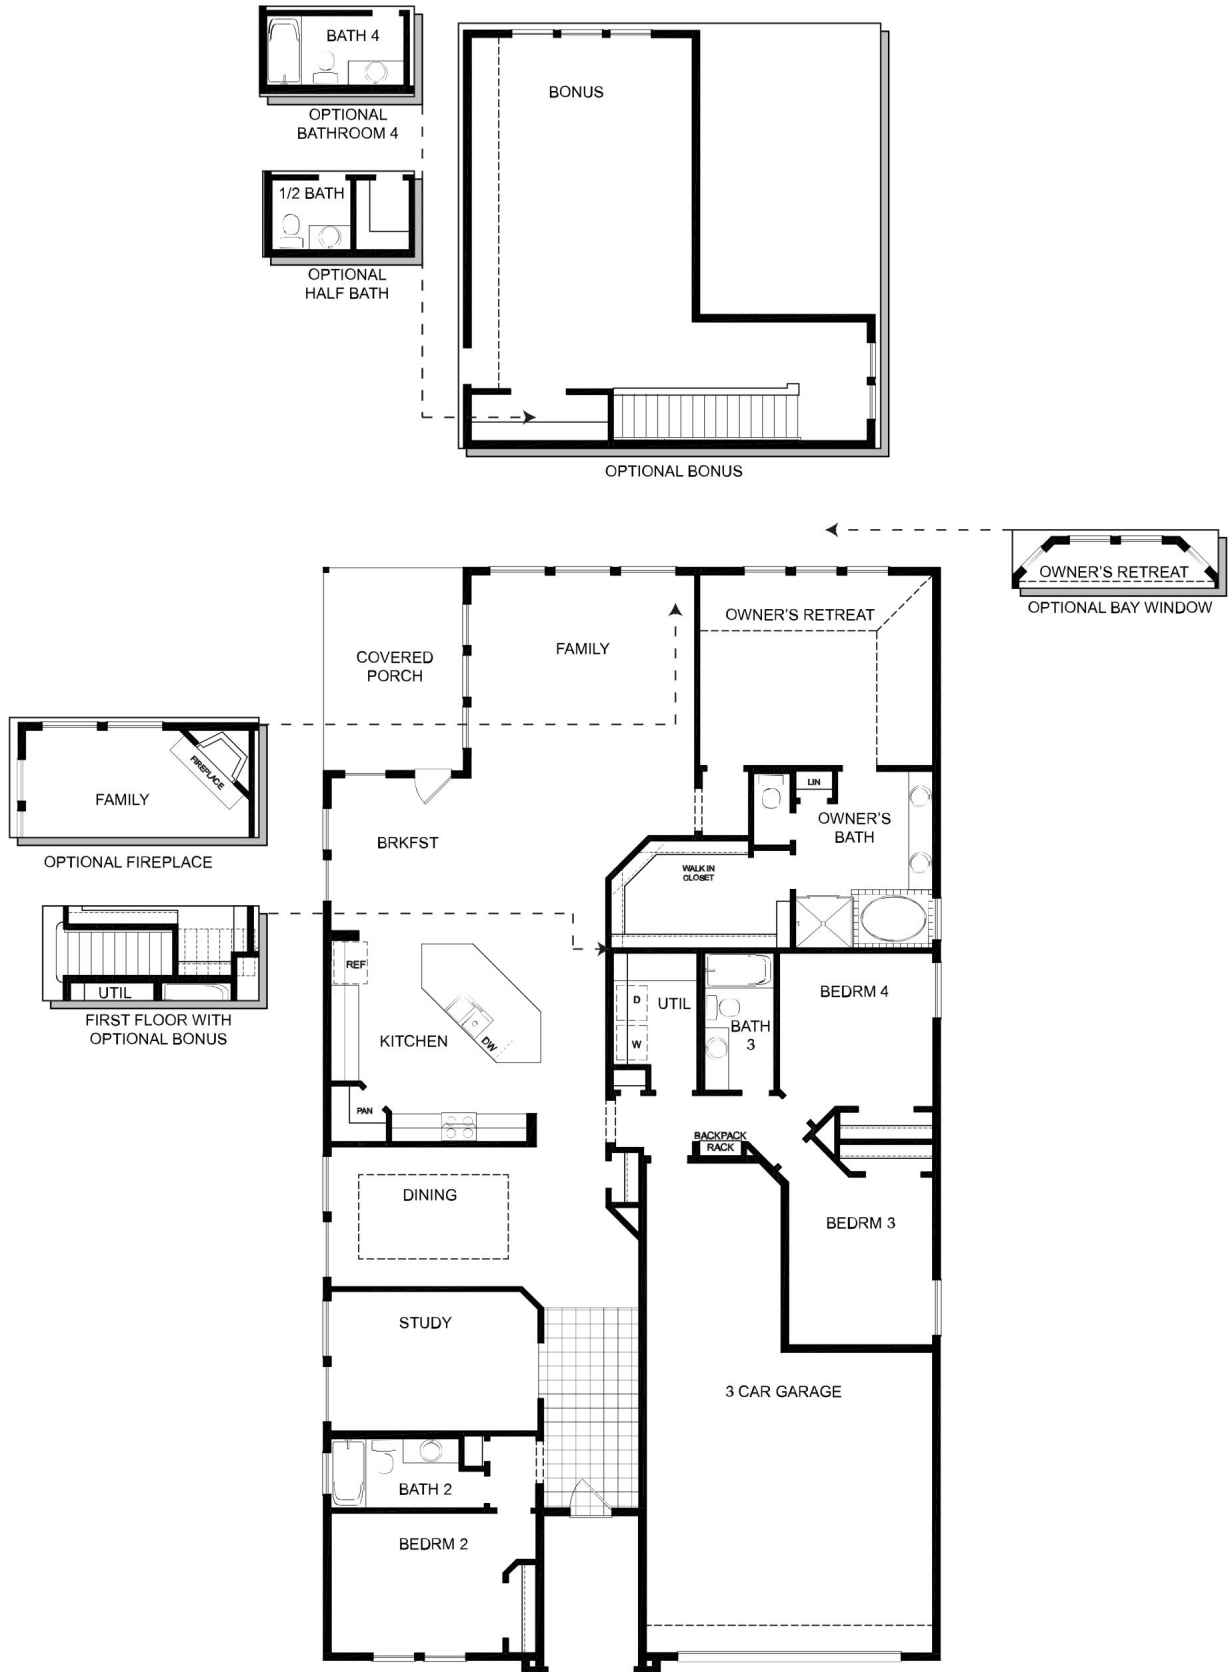 BATH 4
OPTIONAL
BATHROOM 4
1/2 BATH
OPTIONAL
HALF BATH
BONUS
OPTIONAL BONUS
OWNER'S RETREAT
OPTIONAL BAY WINDOW
OWNER'S RETREAT
FAMILY
COVERED
PORCH
FIREPLACE
FAMILY
OPTIONAL FIREPLACE
LIN
OWNER'S
BATH
BRKFST
WALK IN
CLOSET
UTIL
FIRST FLOOR WITH
OPTIONAL BONUS
REF
KITCHEN
DW
D
W
UTIL
BATH
3
BEDRM 4
PAN
BACKPACK
RACK
DINING
BEDRM 3
STUDY
3 CAR GARAGE
BATH 2
BEDRM 2